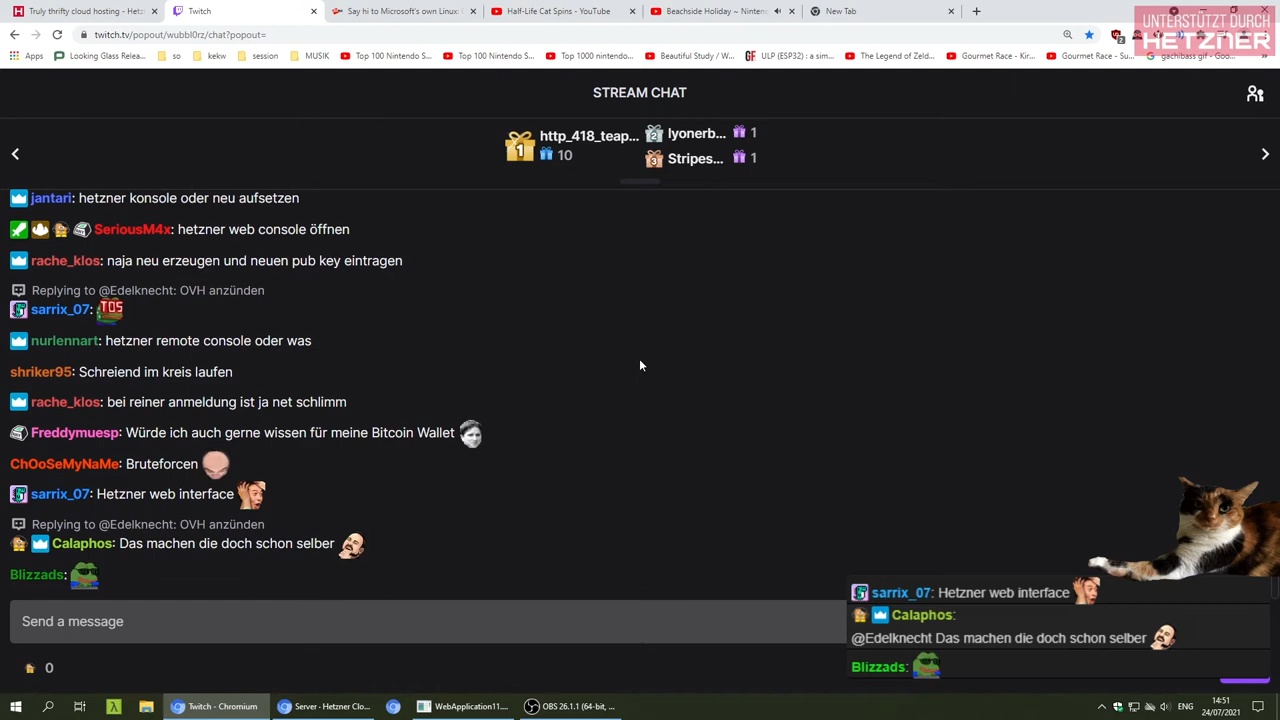 Truly thrifty cloud hosting - Hetz
Twitch
Say hi to Microsoft's own Linux: C
Half-Life Cat Spins - YouTube
Beachside Holiday ~ Ninten
New Tab
UNTERSTÜTZT DURCH
HETZNER
twitch.tv/popout/wubbl0rz/chat?popout=
Apps
Looking Glass Relea...
so
kekw
MUSIK
Top 100 Nintendo S...
Top 100 Nintendo S...
Top 1000 nintendo...
Beautiful Study / W...
ULP (ESP32) : a sim...
The Legend of Zeld...
Gourmet Race - Kir...
Gourmet Race - Su...
gachibass gif - Goo...
STREAM CHAT
1 http_418_teap... 10
2 lyonerb... 1
3 Stripes... 1
jantari: hetzner konsole oder neu aufsetzen
SeriousM4x: hetzner web console öffnen
rache_klos: naja neu erzeugen und neuen pub key eintragen
Replying to @Edelknecht: OVH anzünden
sarrix_07: TOS
nurlennart: hetzner remote console oder was
shriker95: Schreiend im kreis laufen
rache_klos: bei reiner anmeldung ist ja net schlimm
Freddymuesp: Würde ich auch gerne wissen für meine Bitcoin Wallet
ChOoSeMyNaMe: Bruteforcen
sarrix_07: Hetzner web interface
Replying to @Edelknecht: OVH anzünden
Calaphos: Das machen die doch schon selber
Blizzads:
Send a message
0
sarrix_07: Hetzner web interface
Calaphos:
@Edelknecht Das machen die doch schon selber
Blizzads:
Twitch - Chromium
Server · Hetzner Clo...
WebApplication11...
OBS 26.1.1 (64-bit, ...
ENG
14:51
24/07/2021